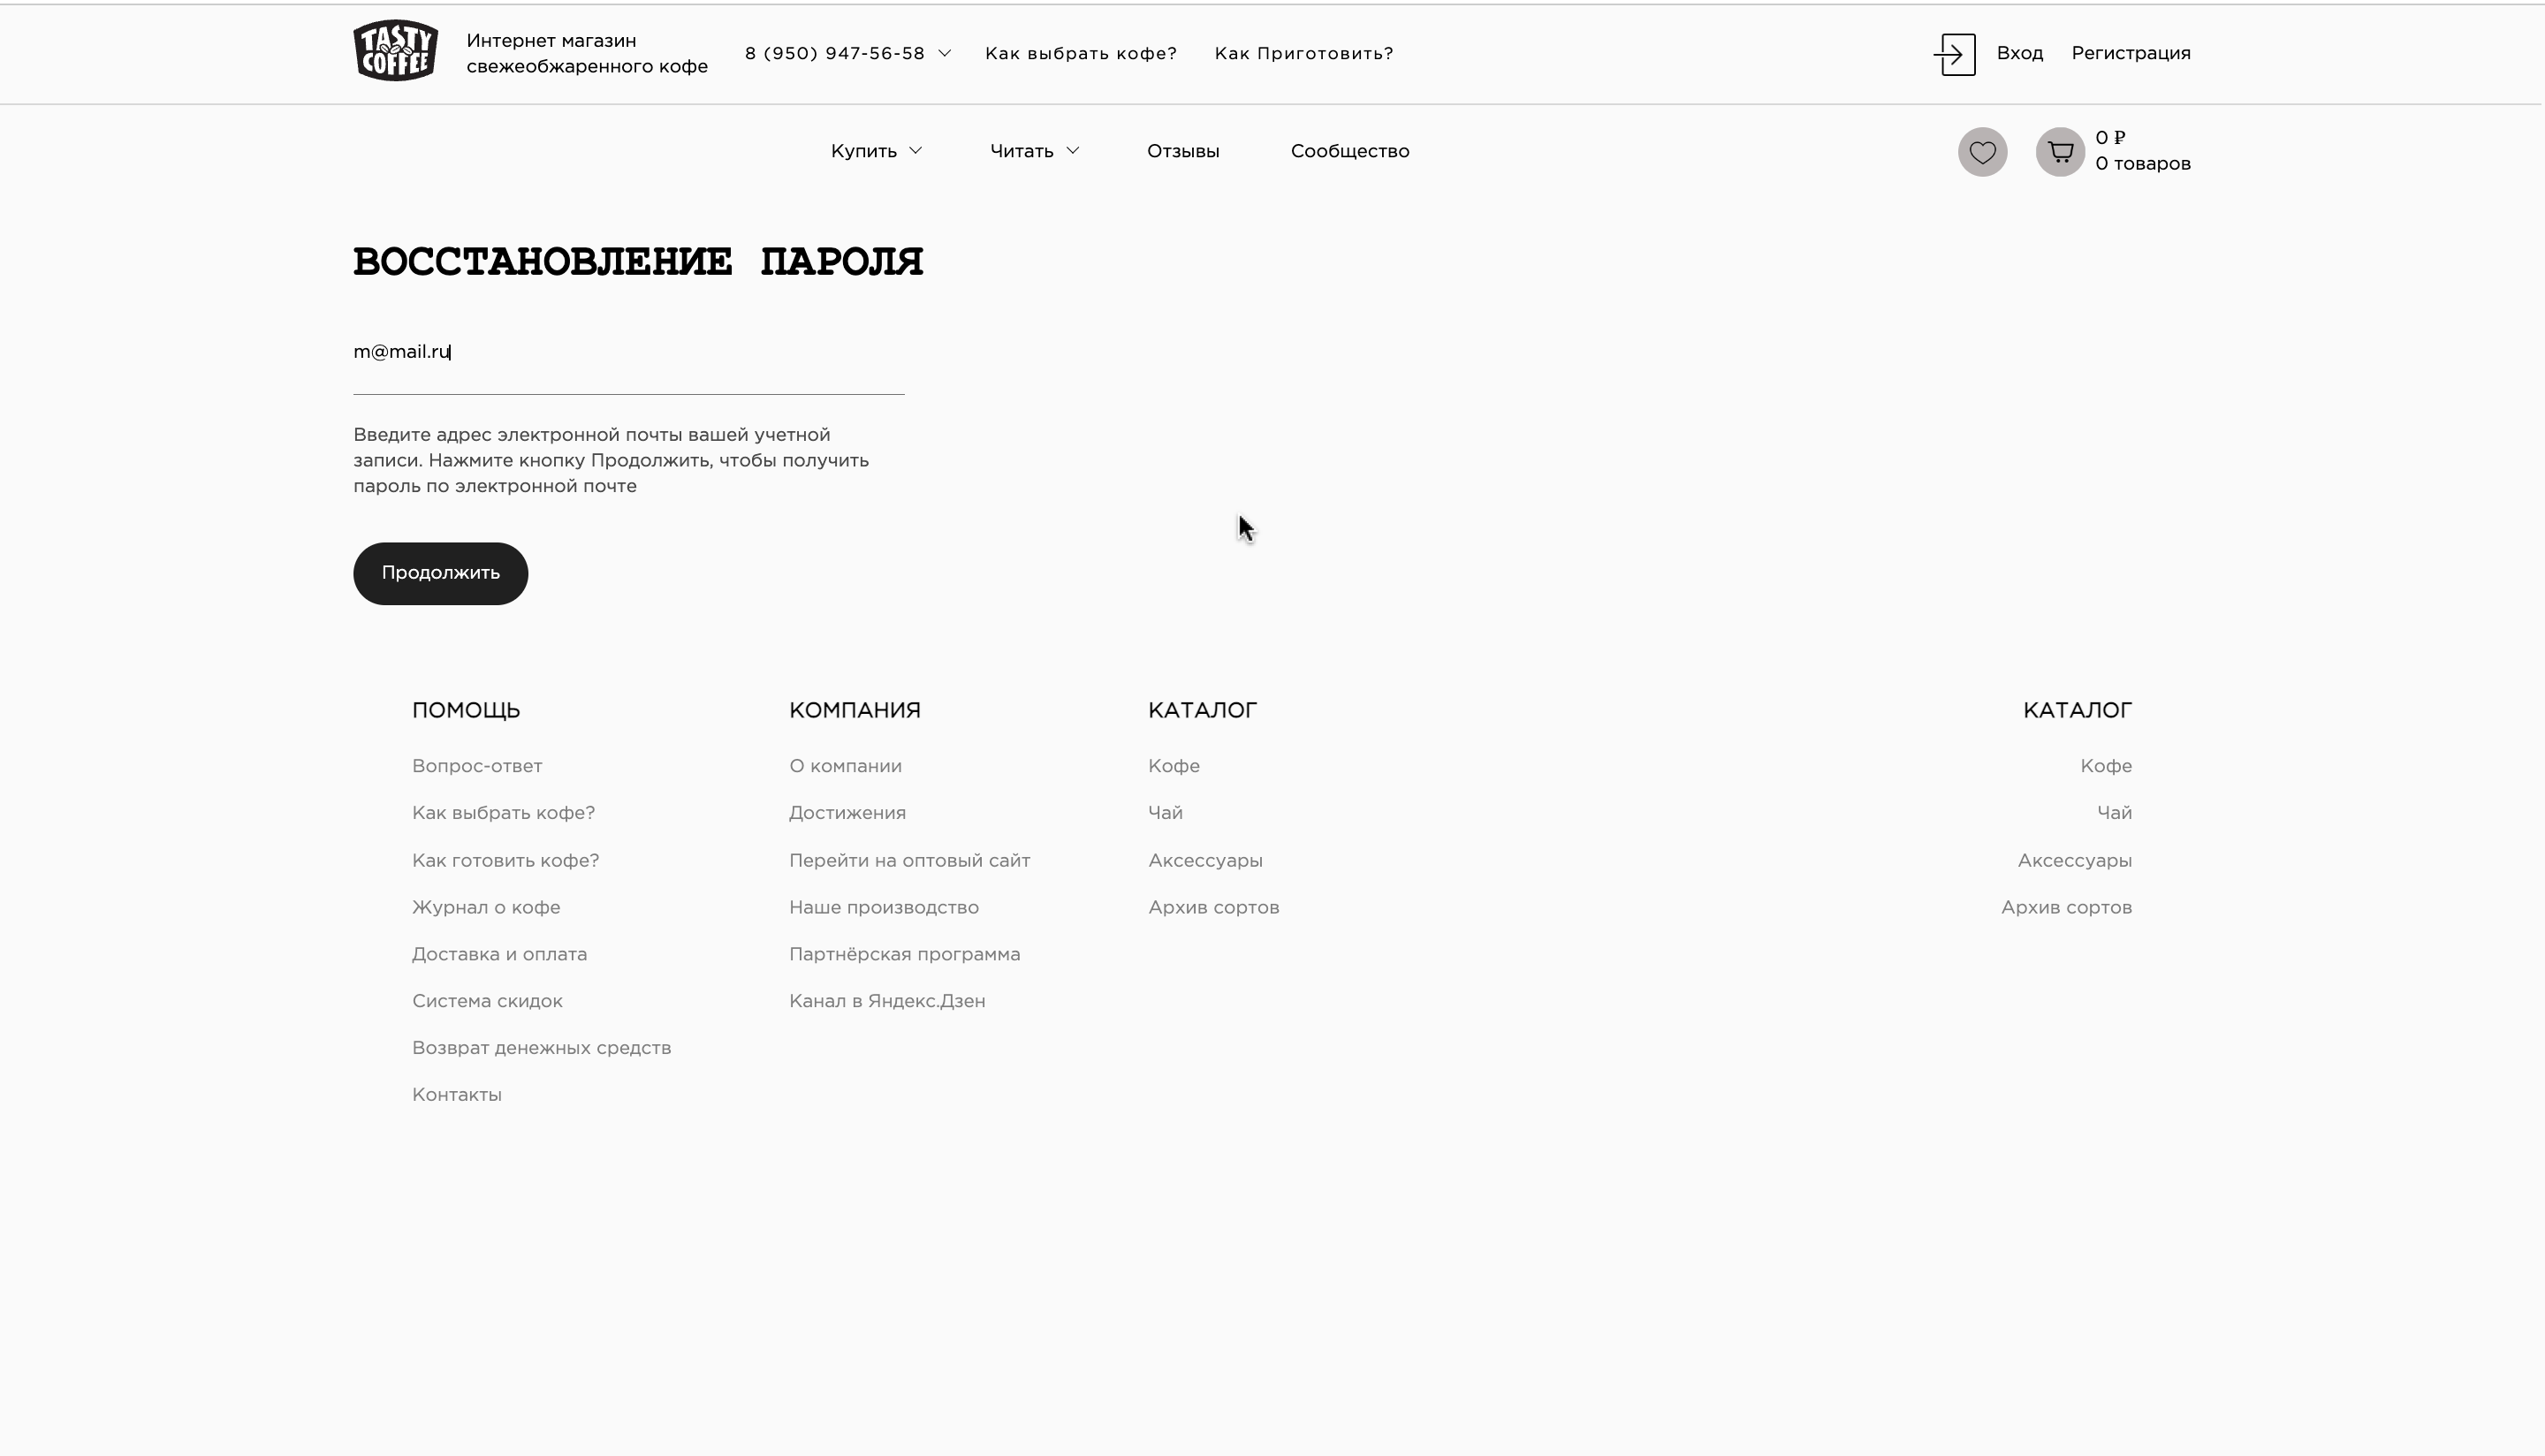 TASTY
COFFEE
Интернет магазин
свежеобжаренного кофе
8 (950) 947-56-58
Как выбрать кофе?
Как Приготовить?
Вход
Регистрация
Купить
Читать
Отзывы
Сообщество
0 ₽
0 товаров
ВОССТАНОВЛЕНИЕ ПАРОЛЯ
m@mail.ru
Введите адрес электронной почты вашей учетной
записи. Нажмите кнопку Продолжить, чтобы получить
пароль по электронной почте
Продолжить
ПОМОЩЬ
Вопрос-ответ
Как выбрать кофе?
Как готовить кофе?
Журнал о кофе
Доставка и оплата
Система скидок
Возврат денежных средств
Контакты
КОМПАНИЯ
О компании
Достижения
Перейти на оптовый сайт
Наше производство
Партнёрская программа
Канал в Яндекс.Дзен
КАТАЛОГ
Кофе
Чай
Аксессуары
Архив сортов
КАТАЛОГ
Кофе
Чай
Аксессуары
Архив сортов